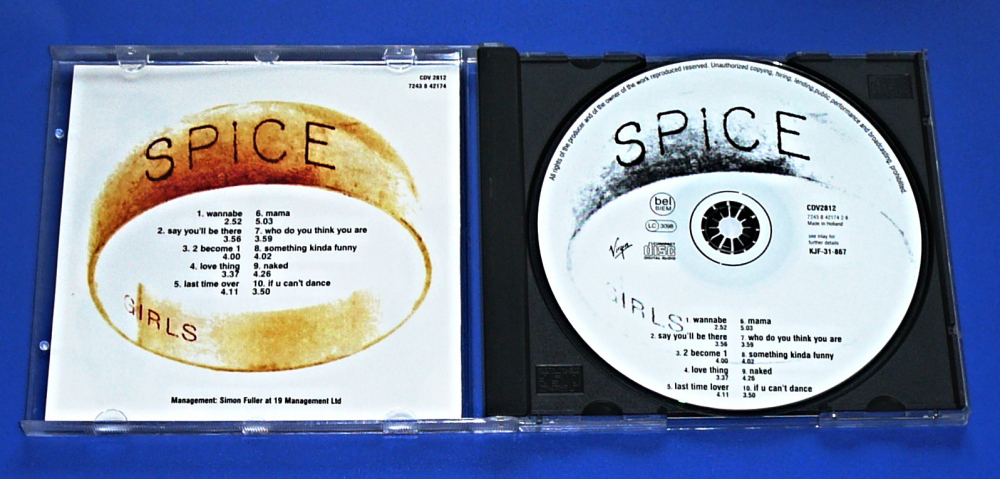 CDV 2812
7243 8 42174
SPiCE
1. wannabe
2.52
2. say you'll be there
3.56
3. 2 become 1
4.00
4. love thing
3.37
5. last time over
4.11
6. mama
5.03
7. who do you think you are
3.59
8. something kinda funny
4.02
9. naked
4.26
10. if u can't dance
3.50
GIRLS
Management: Simon Fuller at 19 Management Ltd
All rights of the producer and of the owner of the work reproduced reserved. Unauthorized copying, hiring, lending, public performance and broadcasting, prohibited.
SPiCE
bel
BIEM
LC 3098
Virgin
disc
DIGITAL AUDIO
CDV2812
7243 8 42174 2 6
Made in Holland
see inlay for
further details
KJF-31-867
GIRLS
1 wannabe
2.52
2. say you'll be there
3.56
3. 2 become 1
4.00
4. love thing
3.37
5. last time lover
4.11
6. mama
5.03
7. who do you think you are
3.59
8. something kinda funny
4.02
9. naked
4.26
10. if u can't dance
3.50